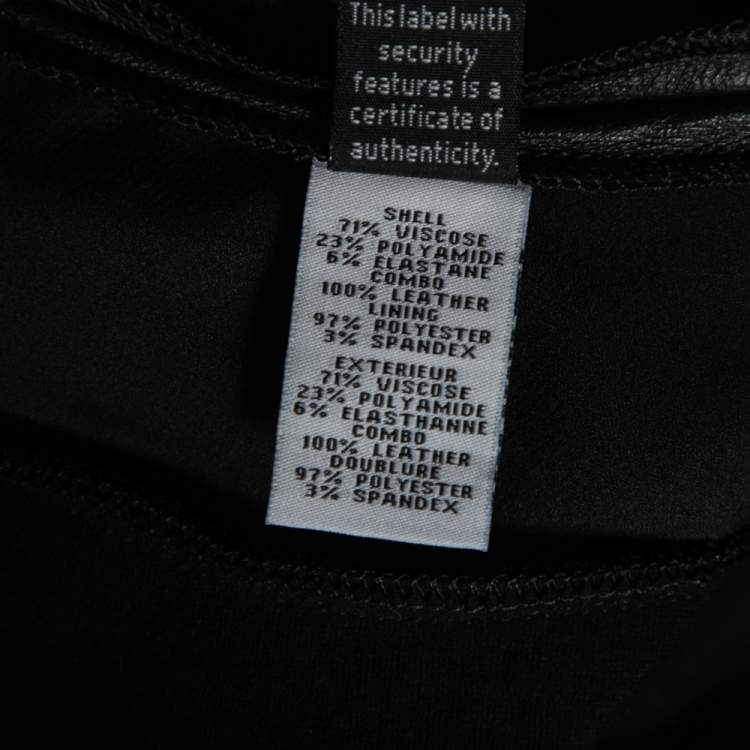 This label with
security
features is a
certificate of
authenticity.
SHELL
71% VISCOSE
23% POLYAMIDE
6% ELASTANE
COMBO
100% LEATHER
LINING
97% POLYESTER
3% SPANDEX
EXTERIEUR
71% VISCOSE
23% POLYAMIDE
6% ELASTHANNE
COMBO
100% LEATHER
DOUBLURE
97% POLYESTER
3% SPANDEX